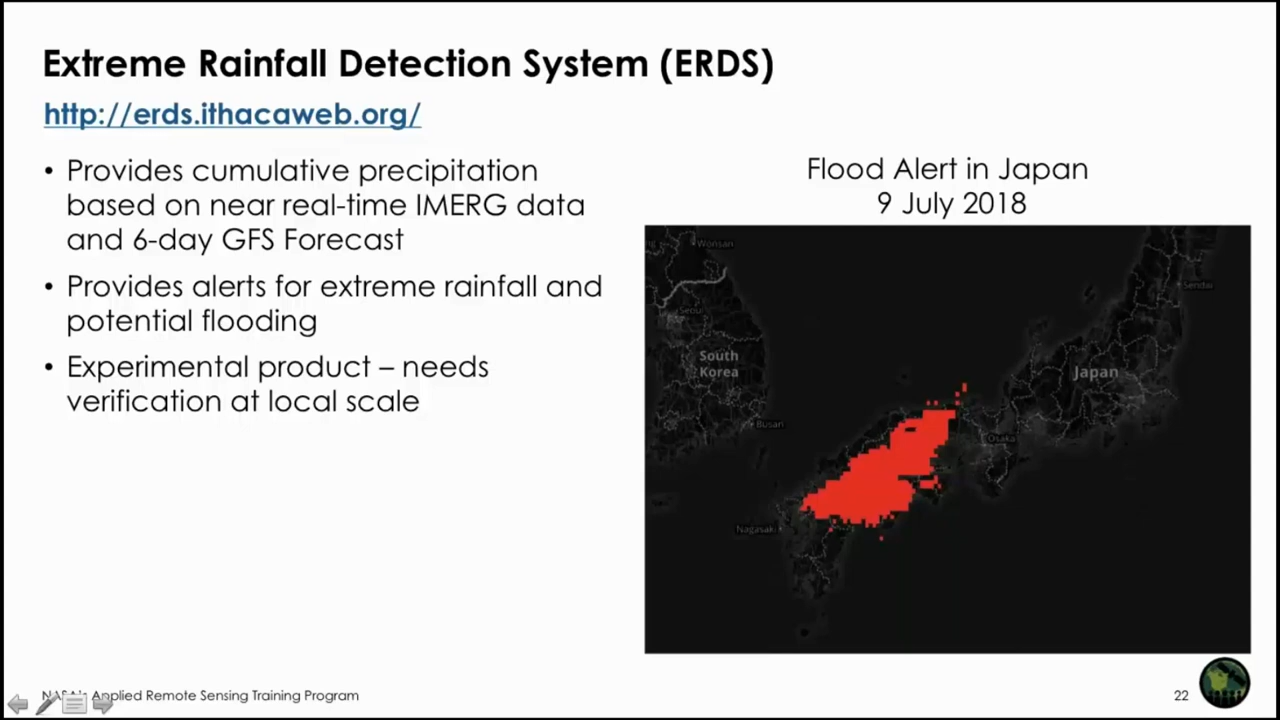 Extreme Rainfall Detection System (ERDS)
http://erds.ithacaweb.org/
• Provides cumulative precipitation
based on near real-time IMERG data
and 6-day GFS Forecast
• Provides alerts for extreme rainfall and
potential flooding
• Experimental product – needs
verification at local scale
Flood Alert in Japan
9 July 2018
Wonsan
Sendai
Seoul
South
Korea
Japan
Busan
Osaka
Nagasaki
NASA's Applied Remote Sensing Training Program
22